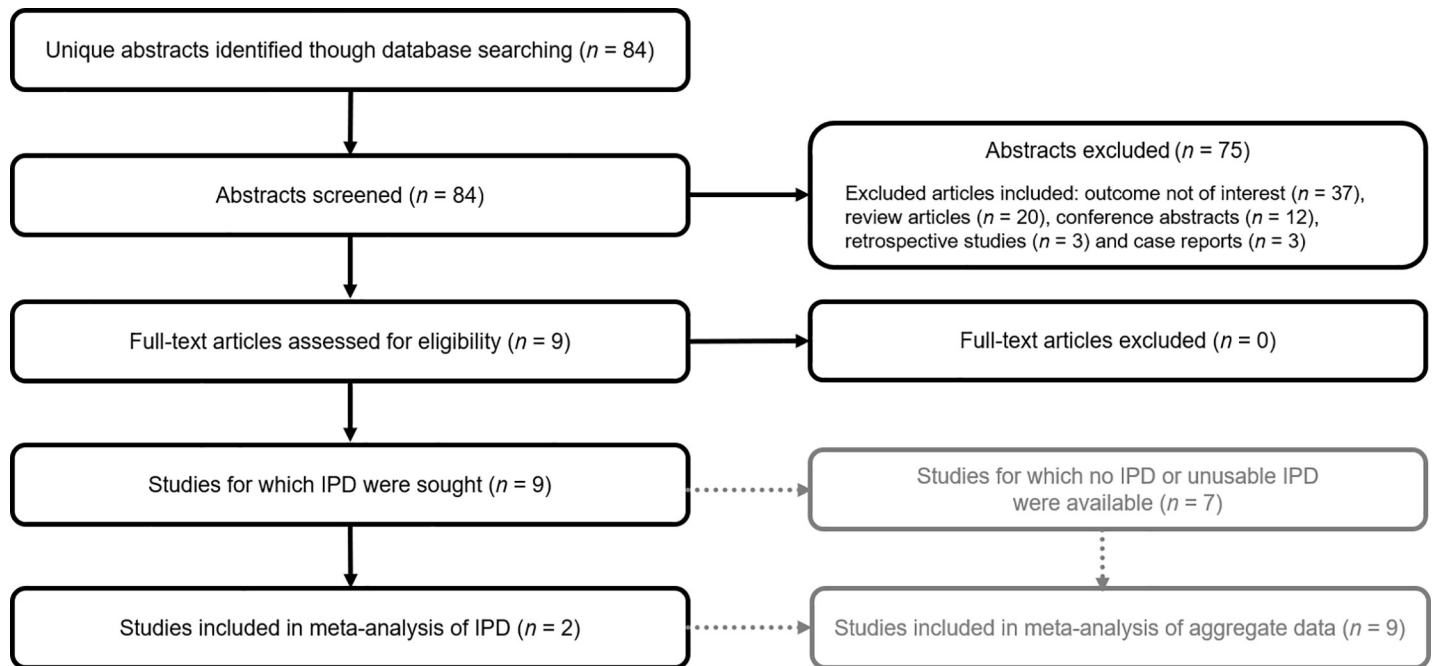 Unique abstracts identified though database searching (n = 84)
Abstracts screened (n = 84)
Abstracts excluded (n = 75)
Excluded articles included: outcome not of interest (n = 37),
review articles (n = 20), conference abstracts (n = 12),
retrospective studies (n = 3) and case reports (n = 3)
Full-text articles assessed for eligibility (n = 9)
Full-text articles excluded (n = 0)
Studies for which IPD were sought (n = 9)
Studies for which no IPD or unusable IPD
were available (n = 7)
Studies included in meta-analysis of IPD (n = 2)
Studies included in meta-analysis of aggregate data (n = 9)